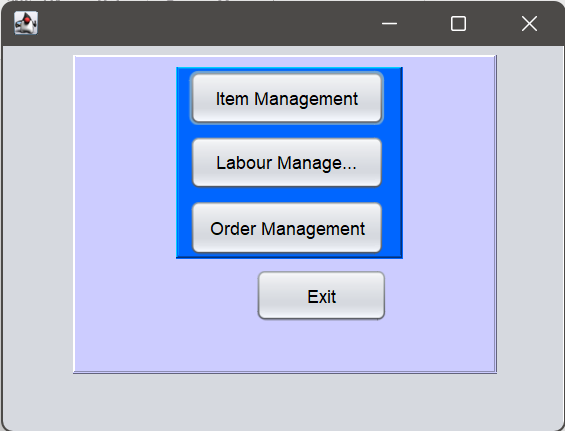 Item Management
Labour Manage...
Order Management
Exit